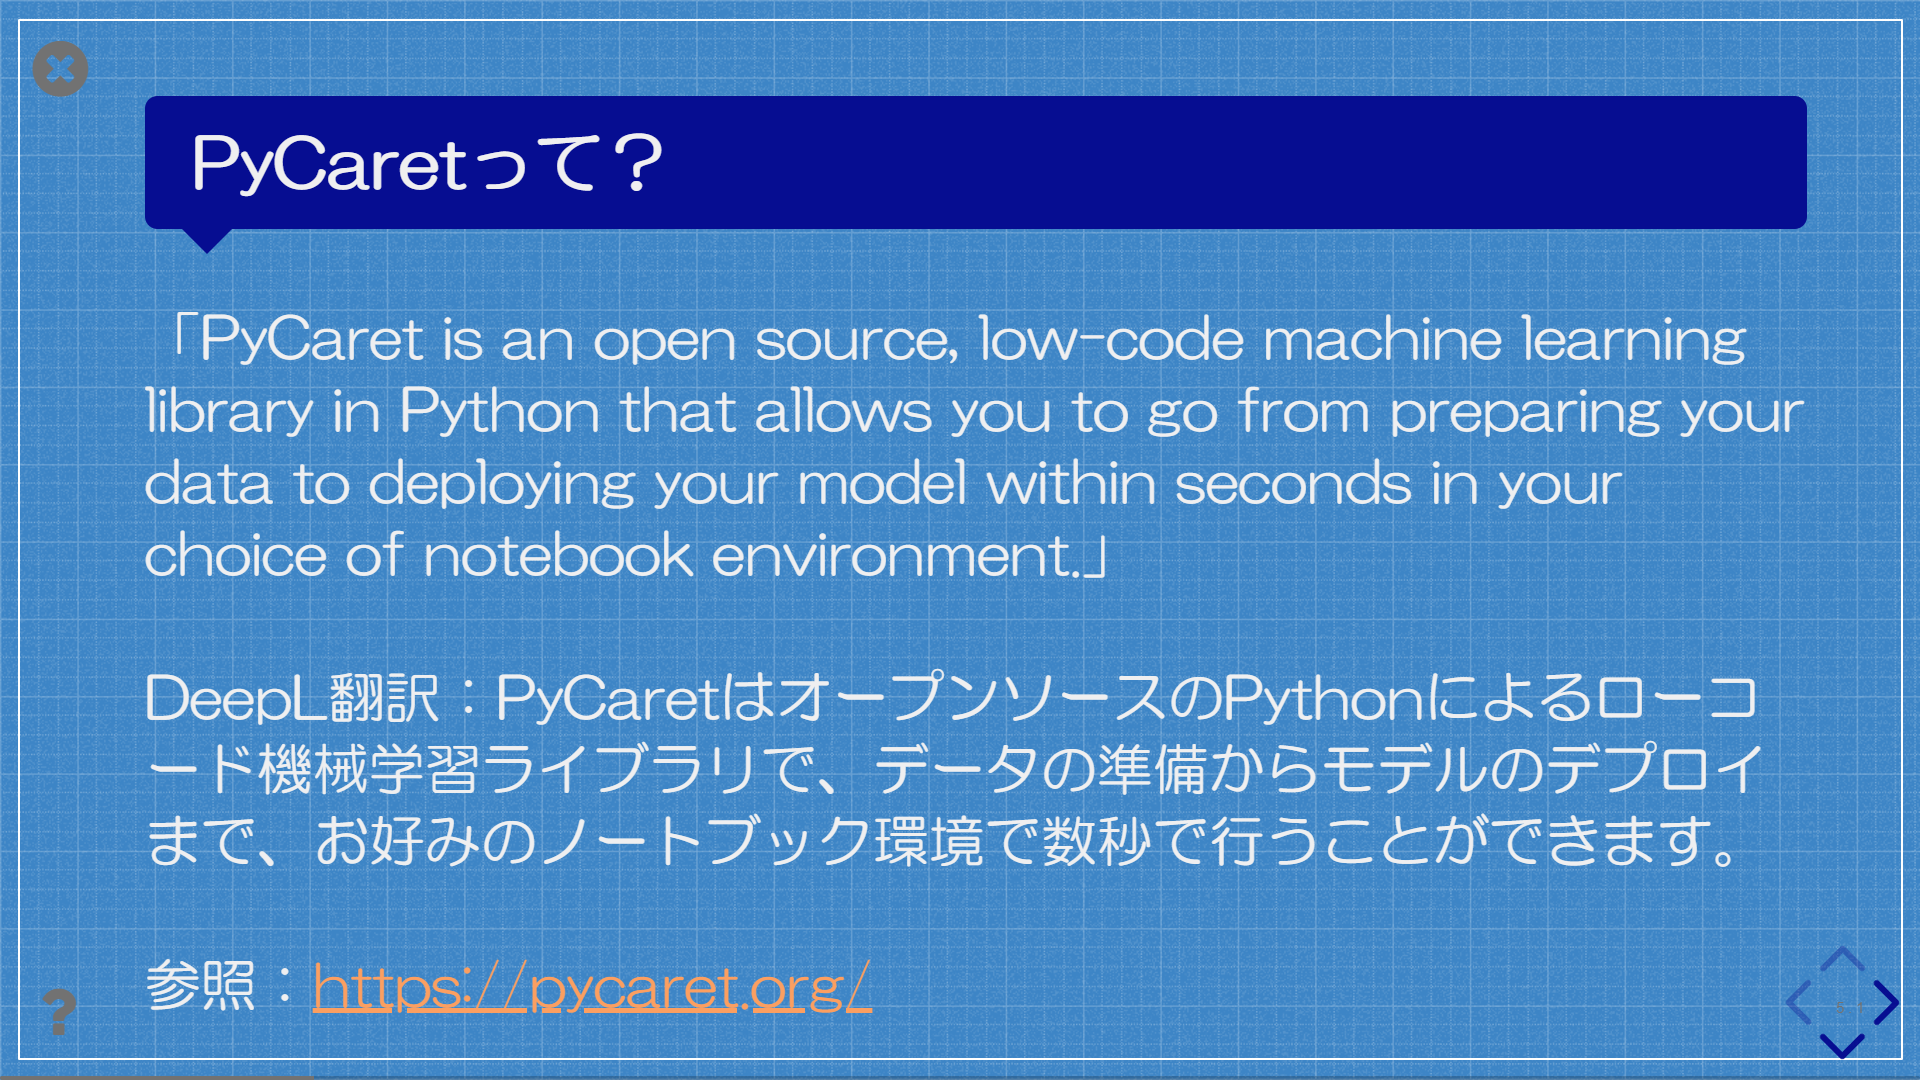 PyCaretって？
「PyCaret is an open source, low-code machine learning
library in Python that allows you to go from preparing your
data to deploying your model within seconds in your
choice of notebook environment.」
DeepL翻訳：PyCaretはオープンソースのPythonによるローコ
ード機械学習ライブラリで、データの準備からモデルのデプロイ
まで、お好みのノートブック環境で数秒で行うことができます。
参照：https://pycaret.org/
?